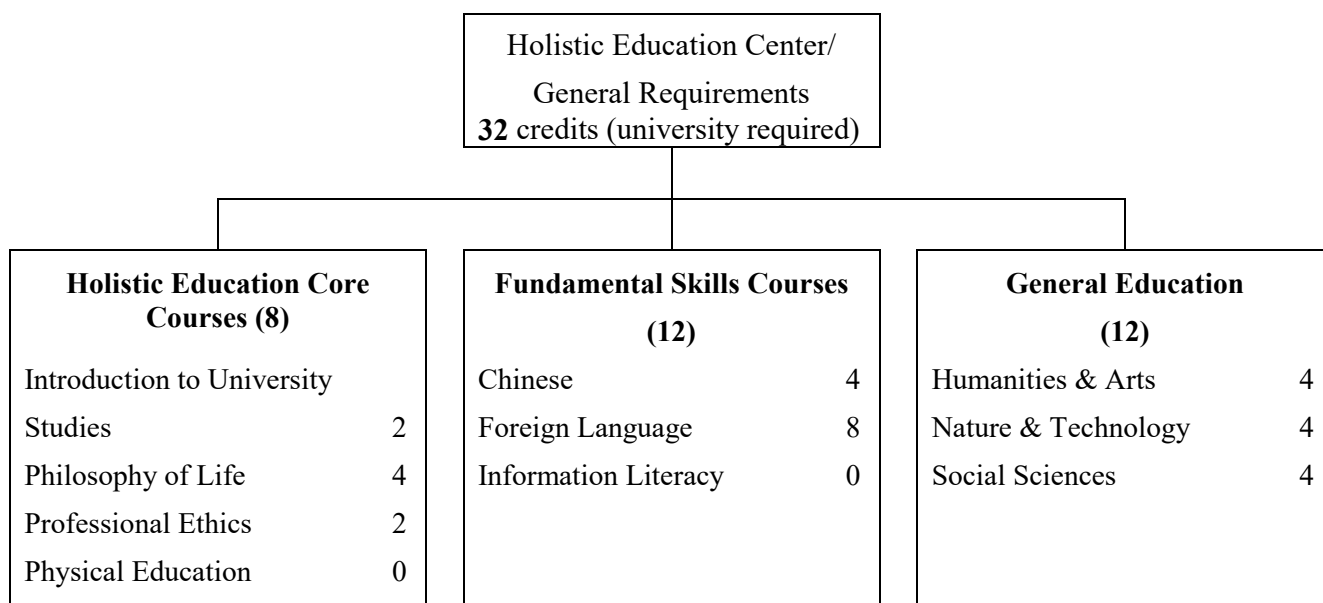 Holistic Education Center/
General Requirements
32 credits (university required)
Holistic Education Core
Courses (8)
Introduction to University
Studies 2
Philosophy of Life 4
Professional Ethics 2
Physical Education 0
Fundamental Skills Courses
(12)
Chinese 4
Foreign Language 8
Information Literacy 0
General Education
(12)
Humanities & Arts 4
Nature & Technology 4
Social Sciences 4